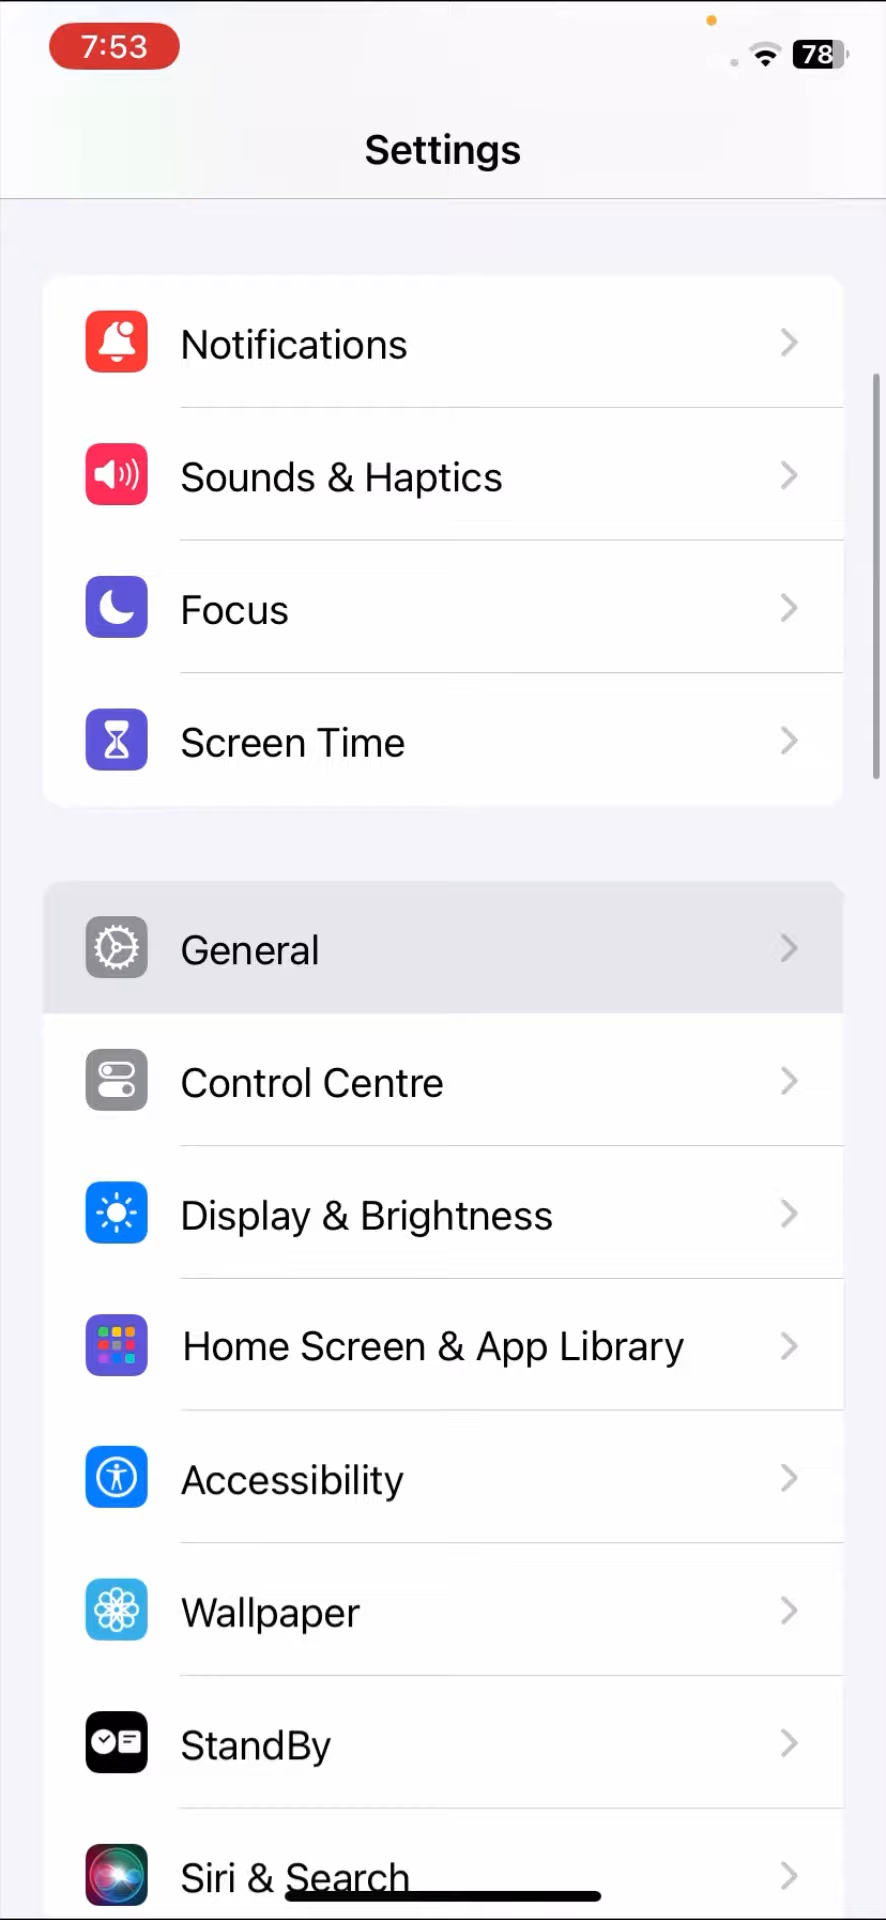 7:53
78
Settings
Notifications
Sounds & Haptics
Focus
Screen Time
General
Control Centre
Display & Brightness
Home Screen & App Library
Accessibility
Wallpaper
StandBy
Siri & Search